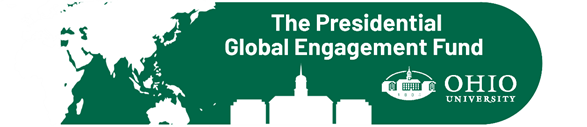 The Presidential
Global Engagement Fund
OHIO
UNIVERSITY